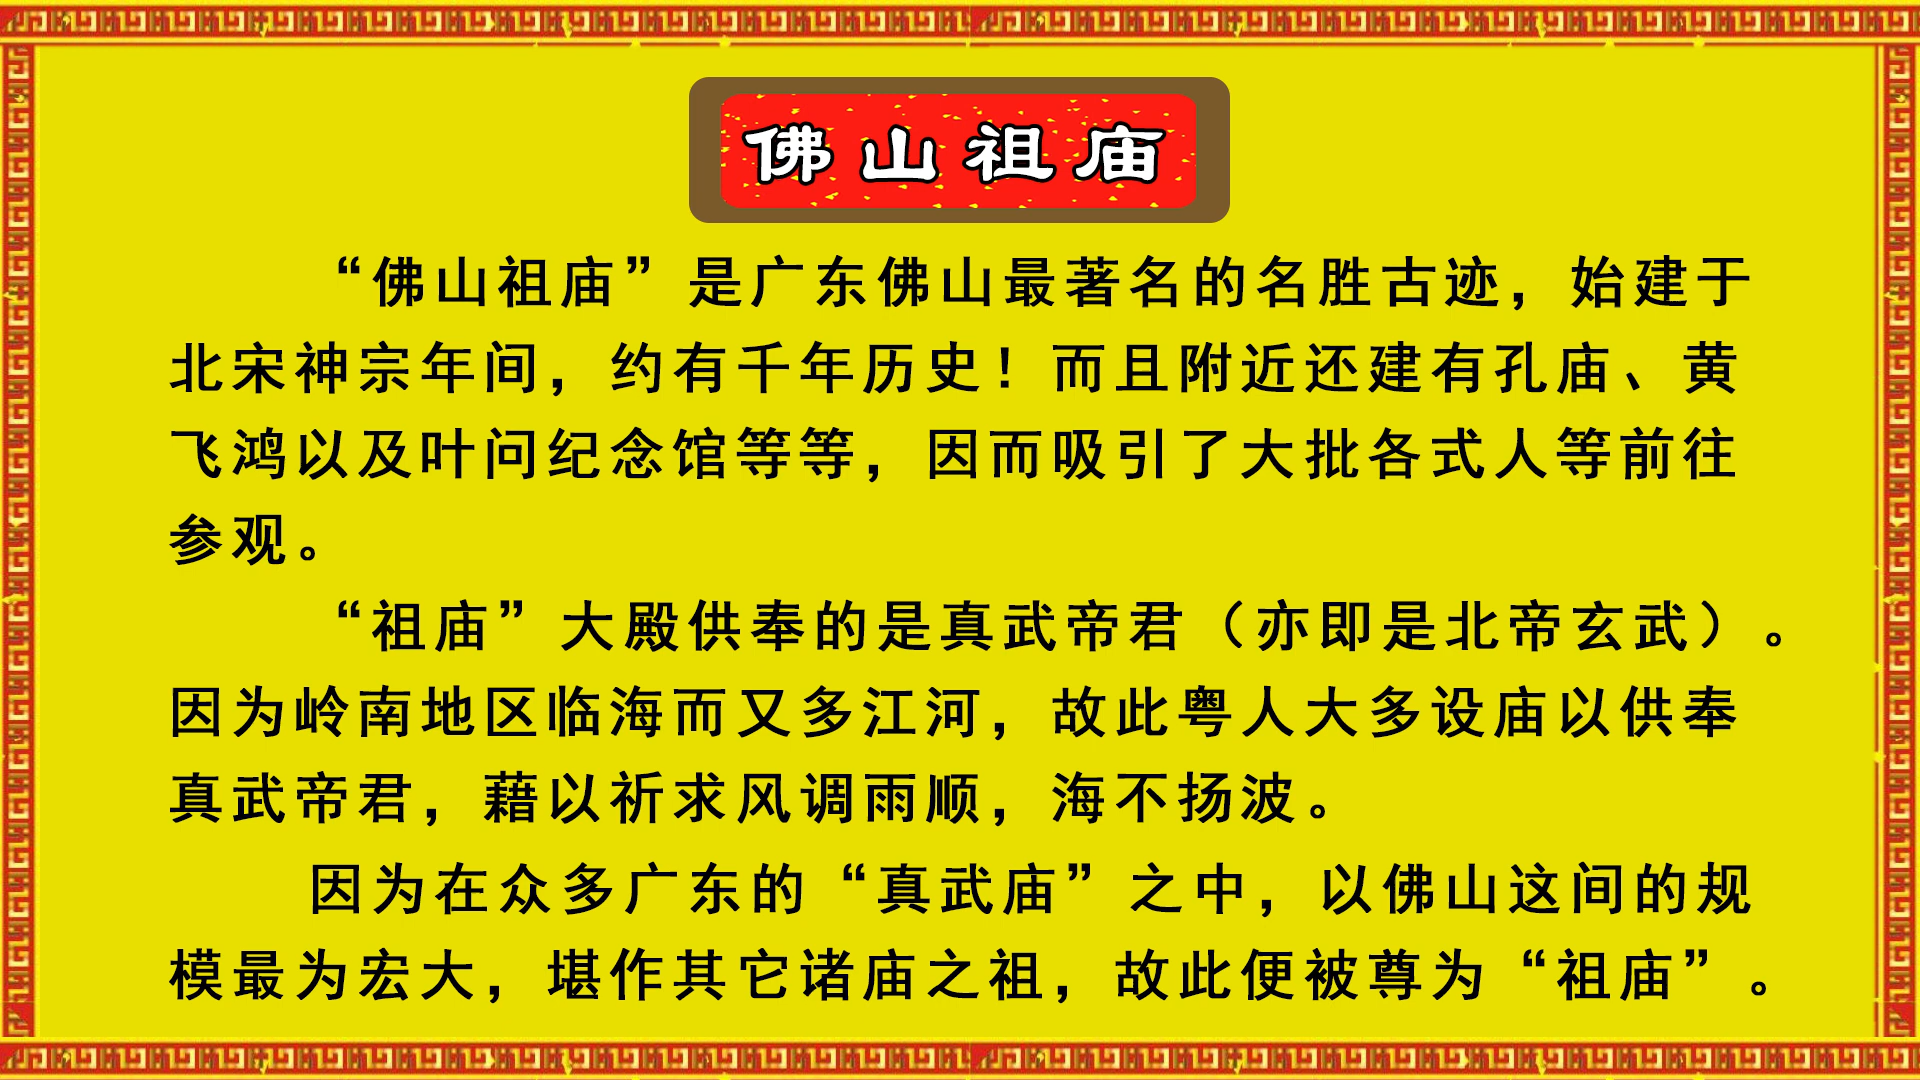 佛山祖庙
“佛山祖庙”是广东佛山最著名的名胜古迹，始建于
北宋神宗年间，约有千年历史！而且附近还建有孔庙、黄
飞鸿以及叶问纪念馆等等，因而吸引了大批各式人等前往
参观。
“祖庙”大殿供奉的是真武帝君（亦即是北帝玄武）。
因为岭南地区临海而又多江河，故此粤人大多设庙以供奉
真武帝君，藉以祈求风调雨顺，海不扬波。
因为在众多广东的“真武庙”之中，以佛山这间的规
模最为宏大，堪作其它诸庙之祖，故此便被尊为“祖庙”。